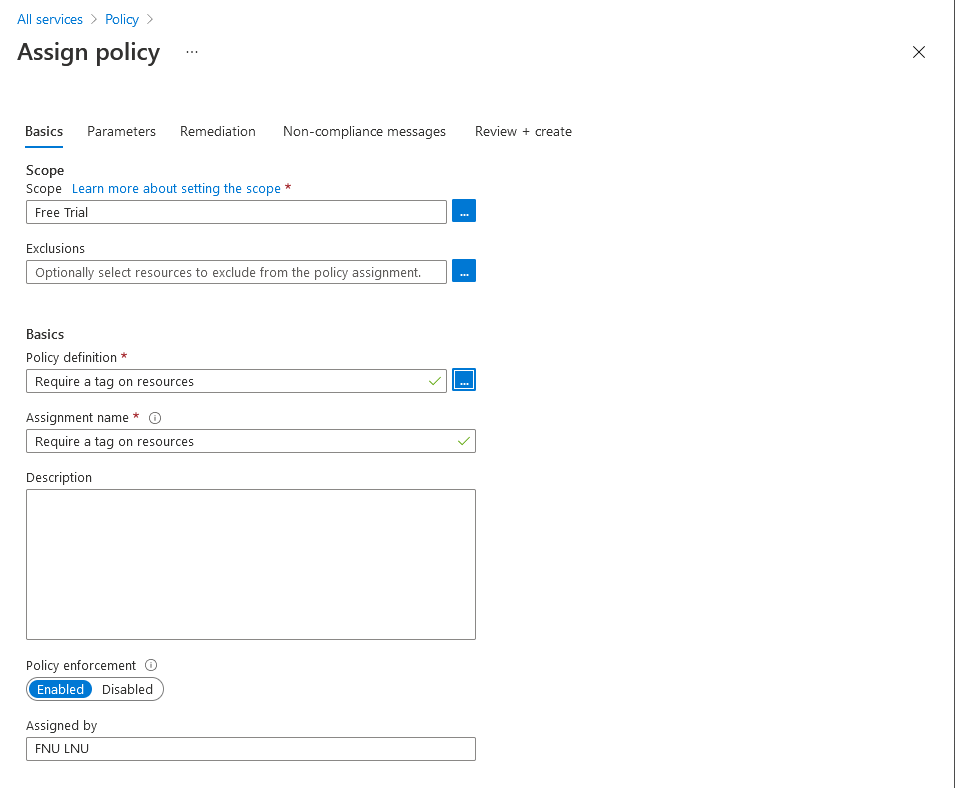 All services > Policy >
Assign policy ...
Basics Parameters Remediation Non-compliance messages Review + create
Scope
Scope Learn more about setting the scope *
Free Trial ...
Exclusions
Optionally select resources to exclude from the policy assignment. ...
Basics
Policy definition *
Require a tag on resources ...
Assignment name *
Require a tag on resources
Description
Policy enforcement
Enabled Disabled
Assigned by
FNU LNU